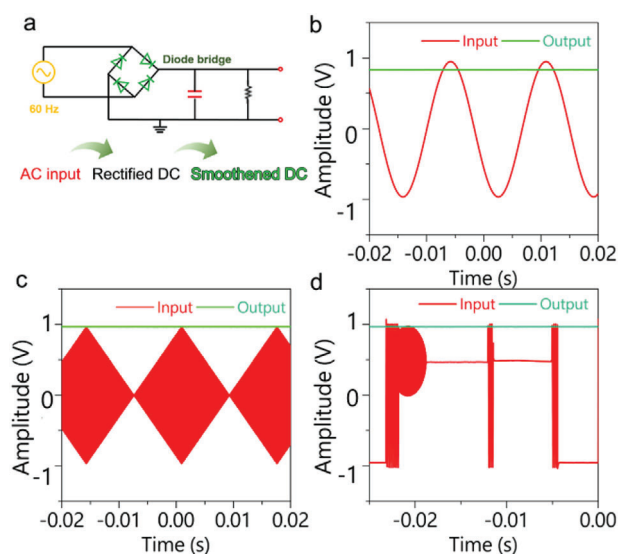 a
Diode bridge
60 Hz
AC input Rectified DC Smoothened DC
b
Input Output
Amplitude (V)
1
0
-1
-0.02 -0.01 0.00 0.01 0.02
Time (s)
c
Input Output
Amplitude (V)
1
0
-1
-0.02 -0.01 0.00 0.01 0.02
Time (s)
d
Input Output
Amplitude (V)
1
0
-1
-0.02 -0.01 0.00
Time (s)